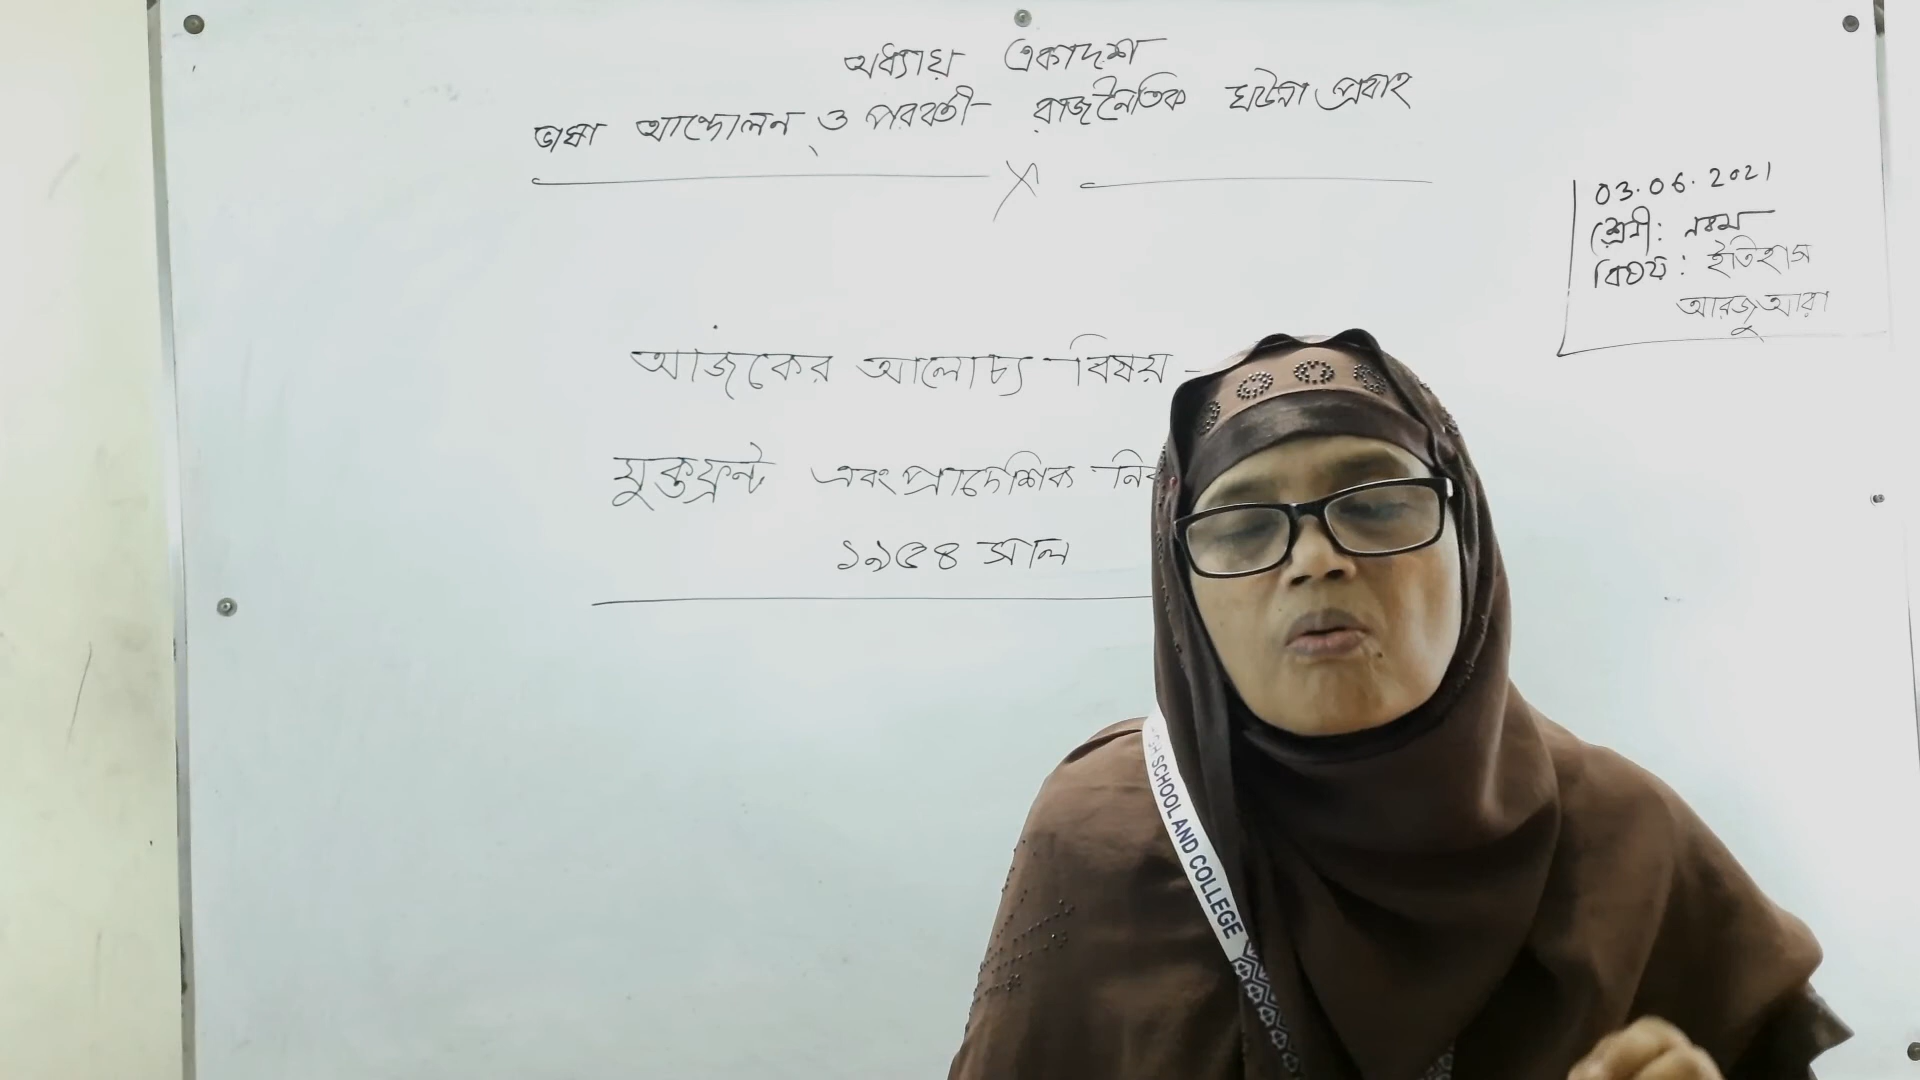 অধ্যায় একাদশ
ভাষা আন্দোলন ও পরবর্তী রাজনৈতিক ঘটনা প্রবাহ
03.06.2021
শ্রেণী: নবম
বিষয়: ইতিহাস
আরজু আরা
আজকের আলোচ্য বিষয় -
যুক্তফ্রন্ট এবং প্রাদেশিক
১৯৫৪ সাল
SCHOOL AND COLLEGE